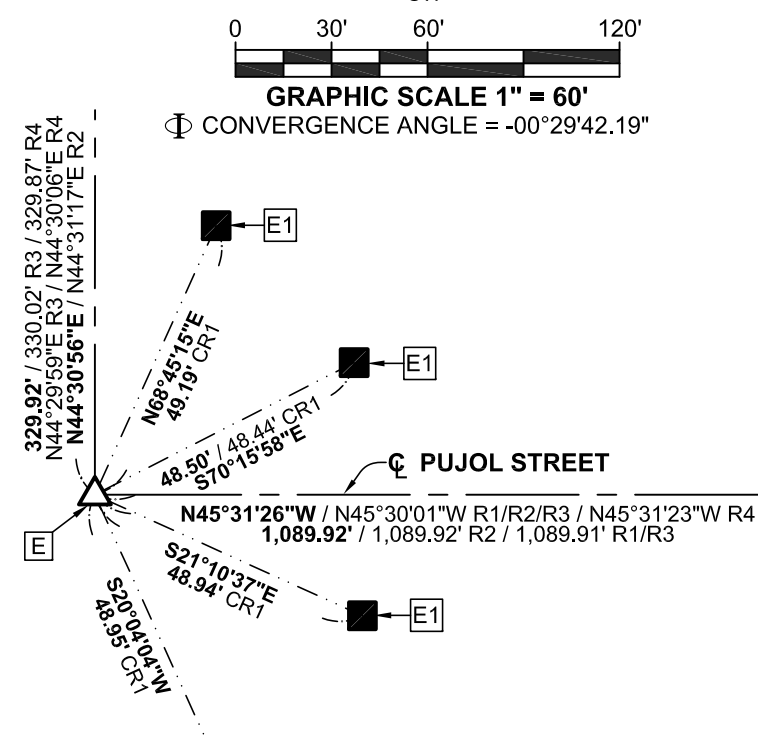 0 30' 60' 120'
GRAPHIC SCALE 1" = 60'
CONVERGENCE ANGLE = -00°29'42.19"
329.92' / 330.02' R3 / 329.87' R4
N44°29'59"E R3 / N44°30'06"E R4
N44°30'56"E / N44°31'17"E R2
E1
N68°45'15"E
49.19' CR1
E1
48.50' / 48.44' CR1
S70°15'58"E
℄ PUJOL STREET
N45°31'26"W / N45°30'01"W R1/R2/R3 / N45°31'23"W R4
1,089.92' / 1,089.92' R2 / 1,089.91' R1/R3
E
S21°10'37"E
48.94' CR1
E1
S20°04'04"W
48.95' CR1